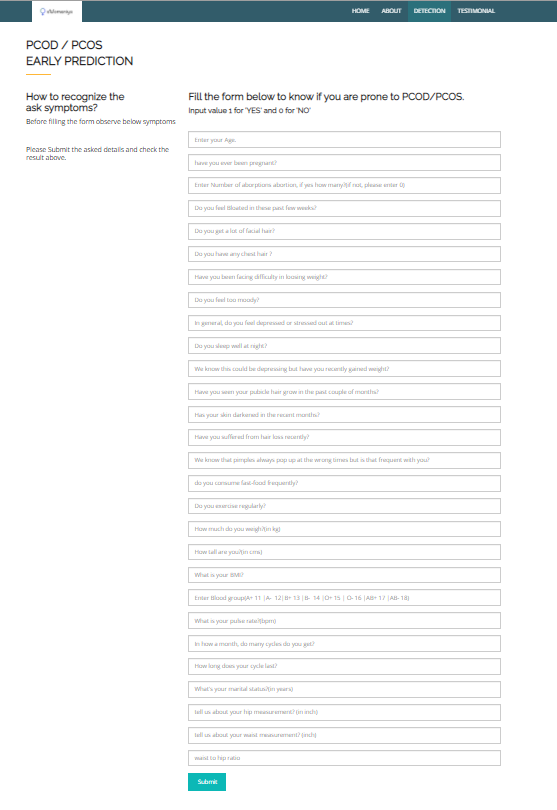 HOME ABOUT DETECTION TESTIMONIAL
PCOD / PCOS
EARLY PREDICTION
How to recognize the
ask symptoms?
Before filling the form observe below symptoms
Please Submit the asked details and check the
result above.
Fill the form below to know if you are prone to PCOD/PCOS.
Input value 1 for 'YES' and 0 for 'NO'
Enter your Age.
have you ever been pregnant?
Enter Number of aburptions abortion, if yes how many?(if not, please enter 0)
Do you feel Bloated in these past few weeks?
Do you get a lot of facial hair?
Do you have any chest hair ?
Have you been facing difficulty in loosing weight?
Do you feel too moody?
In general, do you feel depressed or stressed out at times?
Do you sleep well at night?
We know this could be depressing but have you recently gained weight?
Have you seen your pubicle hair grow in the past couple of months?
Has your skin darkened in the recent months?
Have you suffered from hair loss recently?
We know that pimples always pop up at the wrong times but is that frequent with you?
do you consume fast-food frequently?
Do you exercise regularly?
How much do you weigh?(in kg)
How tall are you?(in cms)
What is your BMI?
Enter Blood group(A+ 11 |A- 12|B+ 13 |B- 14 |O+ 15 | O- 16 |AB+ 17 |AB- 18)
What is your pulse rate?(bpm)
In how a month, do many cycles do you get?
How long does your cycle last?
What's your marital status?(in years)
tell us about your hip measurement? (in inch)
tell us about your waist measurement? (inch)
waist to hip ratio
Submit